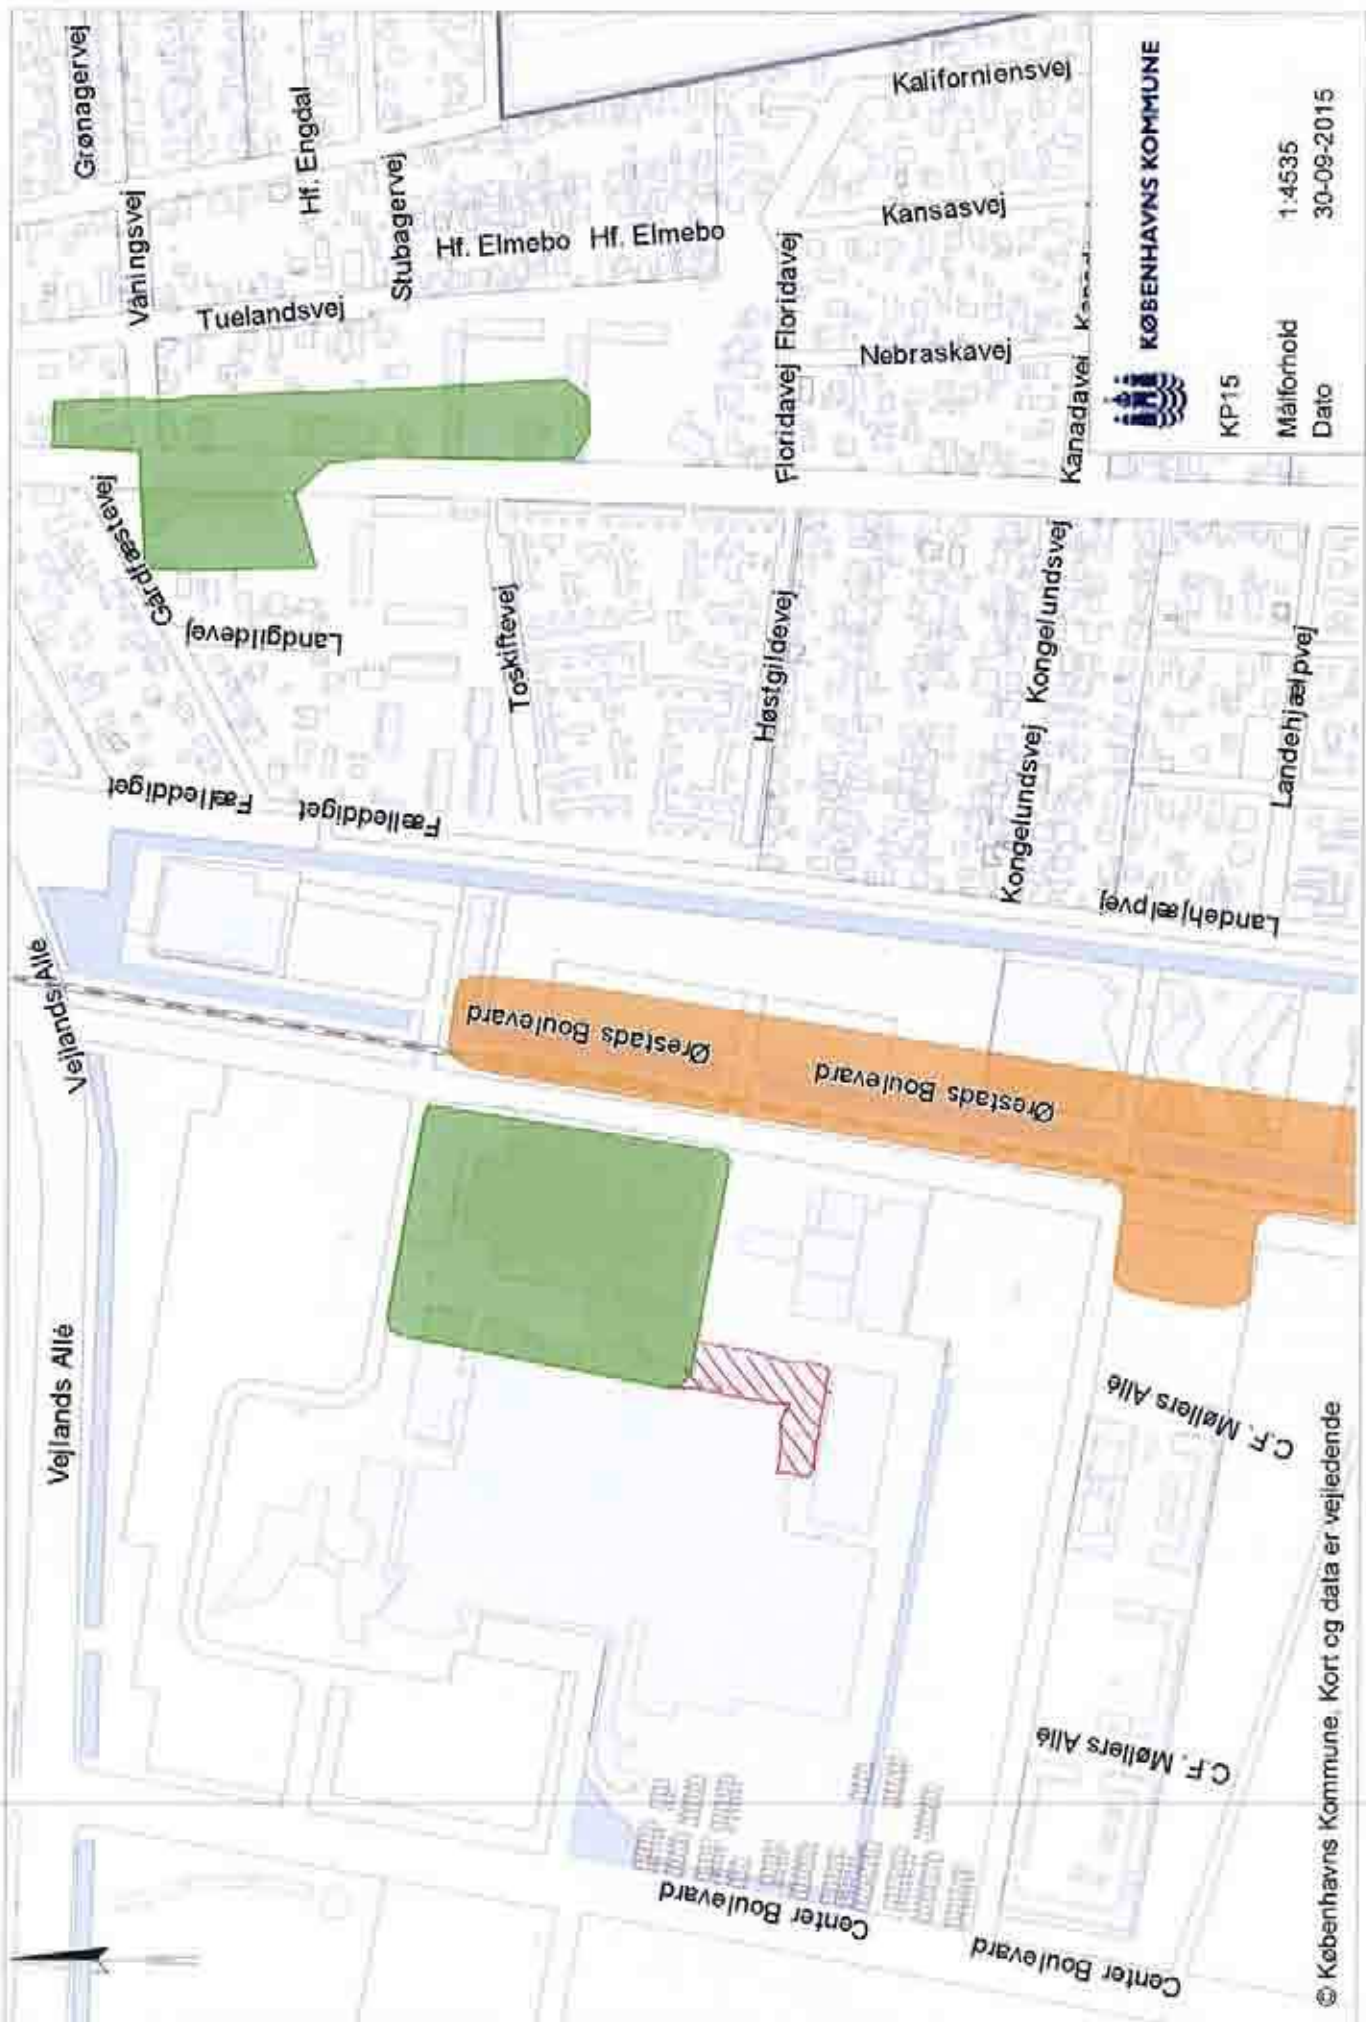 Grønagervej
Vaningsvej
Hf. Engdal
Stubagervej
Tuelandsvej
Hf. Elmebo Hf. Elmebo
Kaliforniensvej
Kansasvej
Floridavej Floridavej
Nebraskavej
Kanadavej
Gårdfæstevej
Landgildevej
Toskiftevej
Høstgildevej
Kongelundsvej Kongelundsvej
Landehjælpvej
Landehjælpvej
Fælleddiget
Fælleddiget
Vejlands Allé
Vejlands Allé
Ørestads Boulevard
Ørestads Boulevard
C.F. Møllers Allé
C.F. Møllers Allé
Center Boulevard
Center Boulevard
KØBENHAVNS KOMMUNE
KP15
Målforhold 1:4535
Dato 30-09-2015
© Københavns Kommune, Kort og data er vejledende